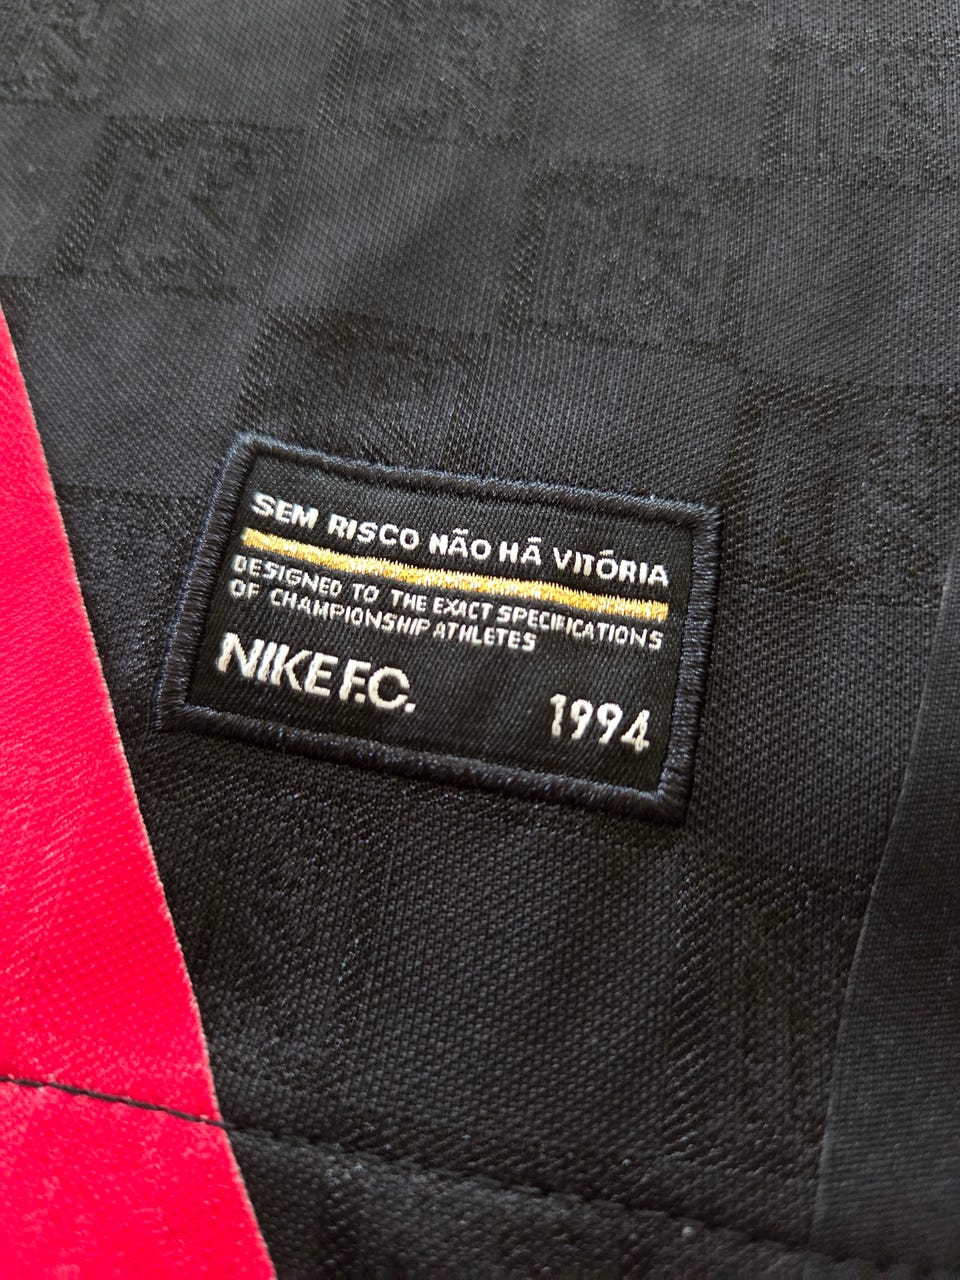 SEM RISCO NÃO HÁ VITÓRIA
DESIGNED TO THE EXACT SPECIFICATIONS
OF CHAMPIONSHIP ATHLETES
NIKE F.C.
1994